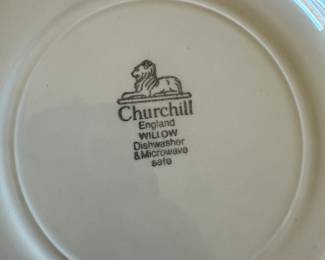 Churchill
England
WILLOW
Dishwasher
& Microwave
safe